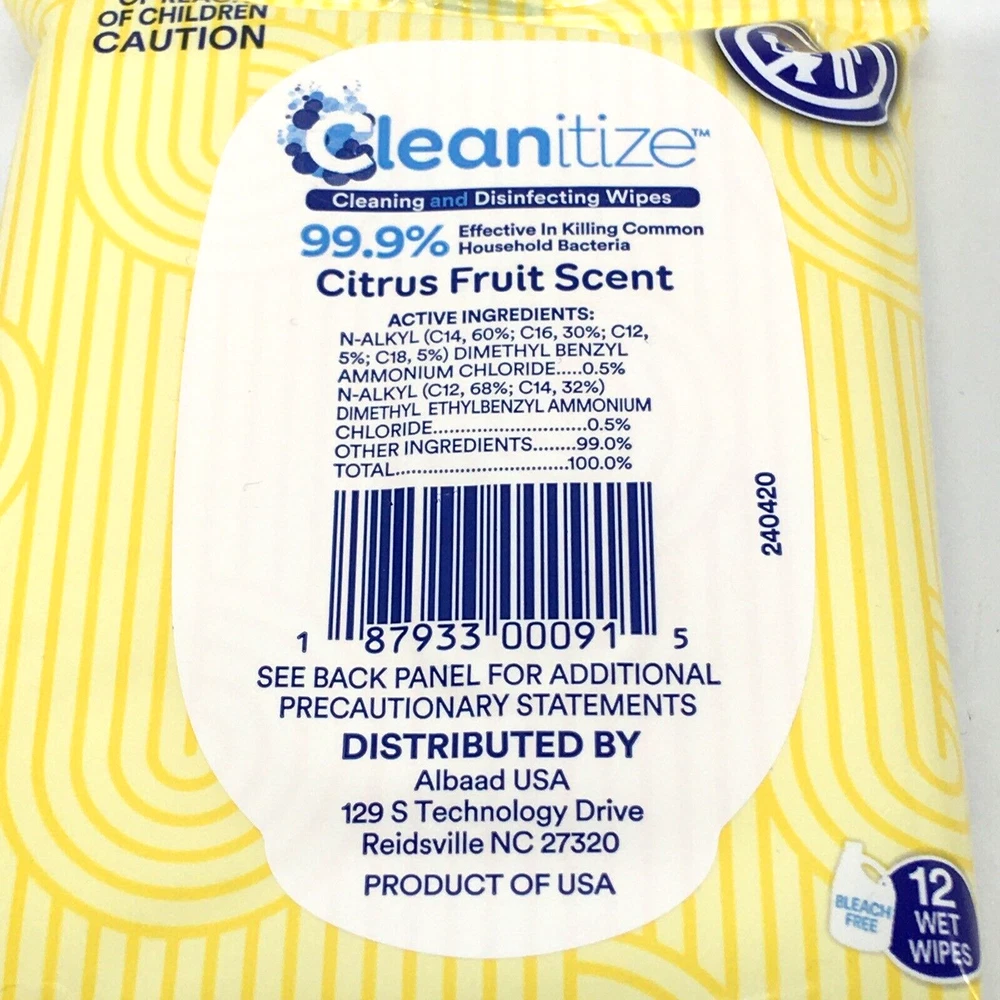 OF CHILDREN
CAUTION
Cleanitize™
Cleaning and Disinfecting Wipes
99.9% Effective In Killing Common
Household Bacteria
Citrus Fruit Scent
ACTIVE INGREDIENTS:
N-ALKYL (C14, 60%; C16, 30%; C12,
5%; C18, 5%) DIMETHYL BENZYL
AMMONIUM CHLORIDE.....0.5%
N-ALKYL (C12, 68%; C14, 32%)
DIMETHYL ETHYLBENZYL AMMONIUM
CHLORIDE............................0.5%
OTHER INGREDIENTS........99.0%
TOTAL...............................100.0%
240420
1 87933 00091 5
SEE BACK PANEL FOR ADDITIONAL
PRECAUTIONARY STATEMENTS
DISTRIBUTED BY
Albaad USA
129 S Technology Drive
Reidsville NC 27320
PRODUCT OF USA
BLEACH
FREE
12
WET
WIPES